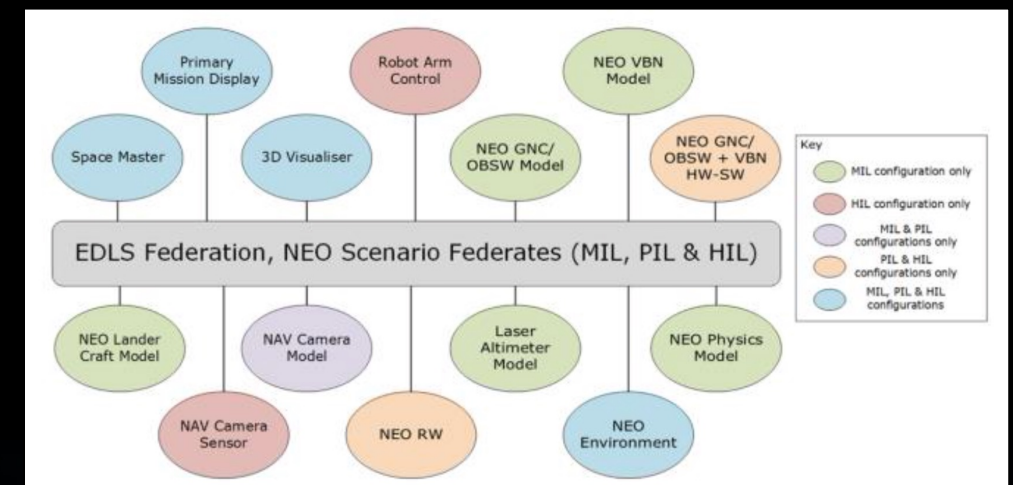 Primary
Mission Display
Robot Arm
Control
NEO VBN
Model
Space Master
3D Visualiser
NEO GNC/
OBSW Model
NEO GNC/
OBSW + VBN
HW-SW
EDLS Federation, NEO Scenario Federates (MIL, PIL & HIL)
NEO Lander
Craft Model
NAV Camera
Model
Laser
Altimeter
Model
NEO Physics
Model
NAV Camera
Sensor
NEO RW
NEO
Environment
Key
MIL configuration only
HIL configuration only
MIL & PIL
configurations only
PIL & HIL
configurations only
MIL, PIL & HIL
configurations